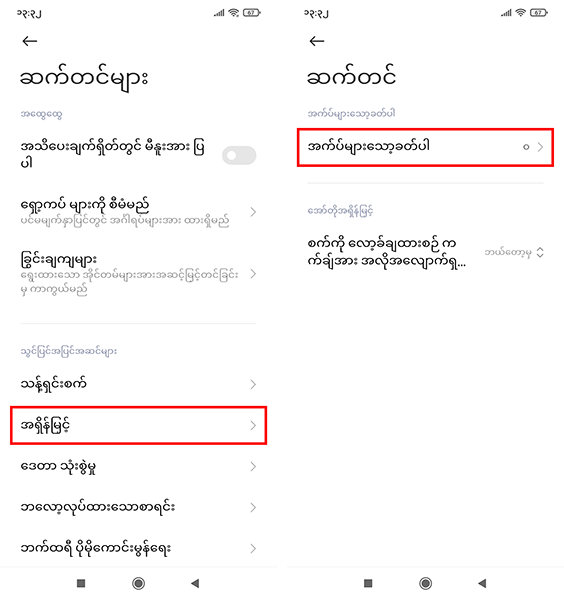 ၁၃:၃၂
67
ဆက်တင်များ
အထွေထွေ
အသိပေးချက်ရှိတ်တွင် မီနူးအား ပြ
ပါ
ရှော့ကပ် များကို စီမံမည်
ပင်မမျက်နှာပြင်တွင် အင်္ဂါရပ်များအား ထားရှိမည်
ခြွင်းချကျများ
ရွေးထားသော အိုင်တမ်များအားအဆင့်မြင့်တင်ခြင်း
မှ ကာကွယ်မည်
သွင်ပြင်အပြင်အဆင်များ
သန့်ရှင်းစက်
အရှိန်မြင့်
ဒေတာ သုံးစွဲမှု
ဘလော့လုပ်ထားသောစာရင်း
ဘက်ထရီ ပိုမိုကောင်းမွန်ရေး
၁၃:၃၂
67
ဆက်တင်
အက်ပ်များသော့ခတ်ပါ
အက်ပ်များသော့ခတ်ပါ
၀
အော်တိုအရှိန်မြင့်
စက်ကို လော့ခ်ချထားစဉ် က
က်ချ်အား အလိုအလျောက်ရှ...
ဘယ်တော့မှ